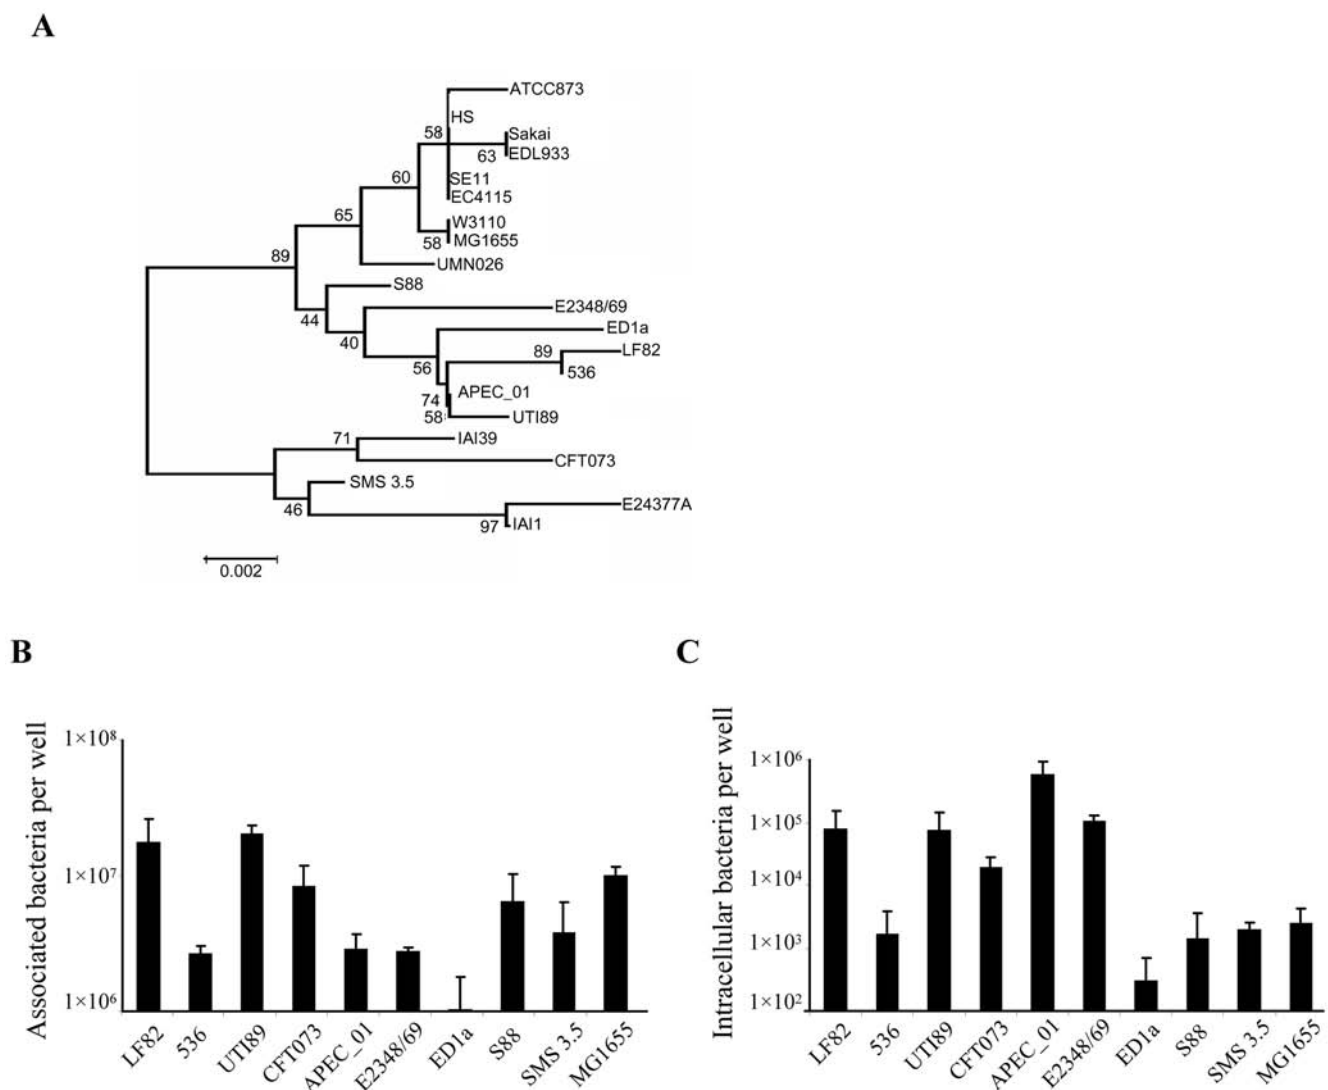 A
ATCC873
HS
58
Sakai
63
EDL933
SE11
60
EC4115
65
W3110
58
MG1655
89
UMN026
S88
44
E2348/69
40
ED1a
89
LF82
56
536
APEC_01
74
58
UTI89
71
IAI39
CFT073
SMS 3.5
46
E24377A
97
IAI1
0.002
B
Associated bacteria per well
1×10⁸
1×10⁷
1×10⁶
LF82
536
UTI89
CFT073
APEC_01
E2348/69
ED1a
S88
SMS 3.5
MG1655
C
Intracellular bacteria per well
1×10⁶
1×10⁵
1×10⁴
1×10³
1×10²
LF82
536
UTI89
CFT073
APEC_01
E2348/69
ED1a
S88
SMS 3.5
MG1655